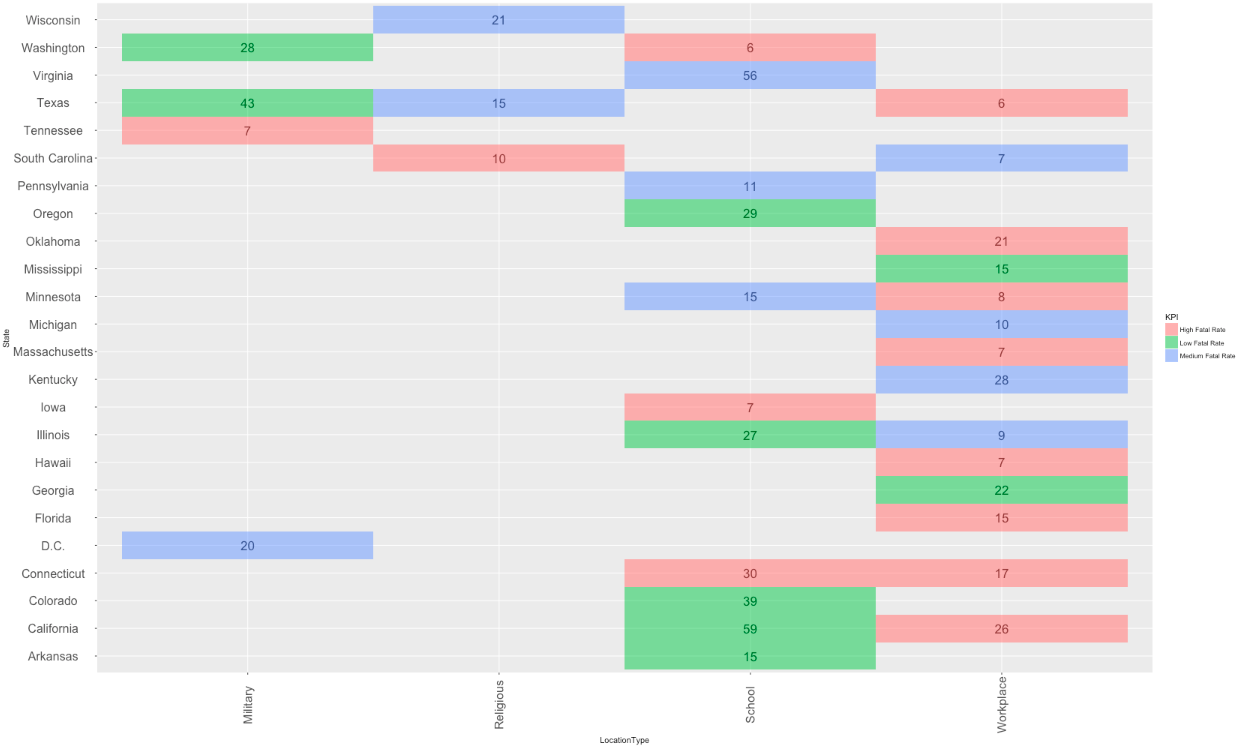 Wisconsin 21
Washington 28 6
Virginia 56
Texas 43 15 6
Tennessee 7
South Carolina 10 7
Pennsylvania 11
Oregon 29
Oklahoma 21
Mississippi 15
Minnesota 15 8
Michigan 10
Massachusetts 7
Kentucky 28
Iowa 7
Illinois 27 9
Hawaii 7
Georgia 22
Florida 15
D.C. 20
Connecticut 30 17
Colorado 39
California 59 26
Arkansas 15
State
Military
Religious
School
Workplace
LocationType
KPI
High Fatal Rate
Low Fatal Rate
Medium Fatal Rate